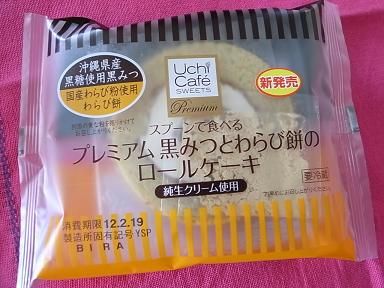 沖縄県産
黒糖使用黒みつ
国産わらび粉使用
わらび餅
Uchi
Café
SWEETS
新発売
Premium
スプーンで食べる
プレミアム 黒みつとわらび餅の
ロールケーキ
純生クリーム使用
要冷蔵
消費期限 12.2.19
製造所固有記号 YSP
BIRA